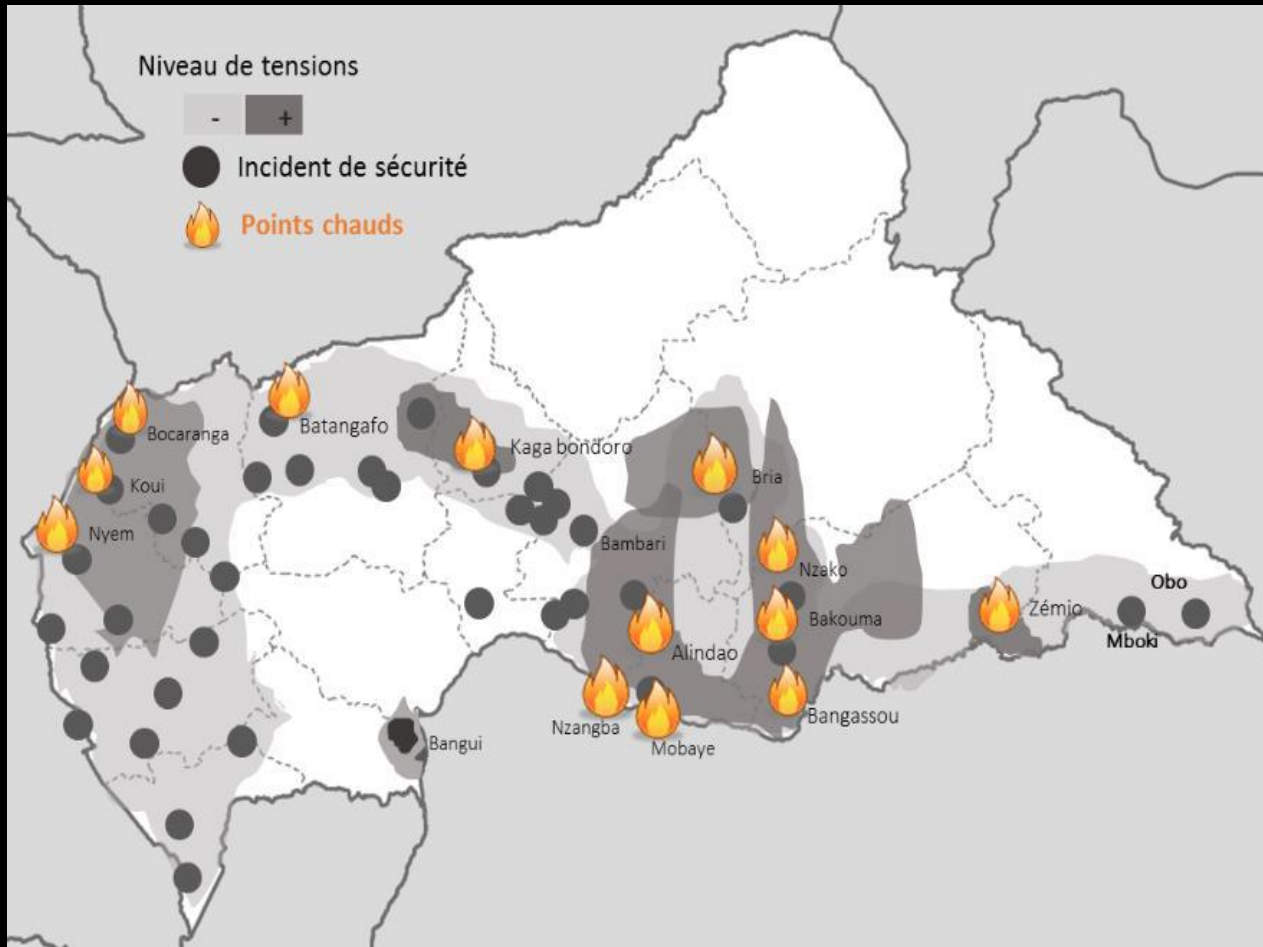 Niveau de tensions
- +
Incident de sécurité
Points chauds
Bocaranga
Batangafo
Kaga bondoro
Koui
Bria
Nyem
Bambari
Nzako
Obo
Zémio
Bakouma
Mboki
Alindao
Bangassou
Nzangba
Bangui
Mobaye